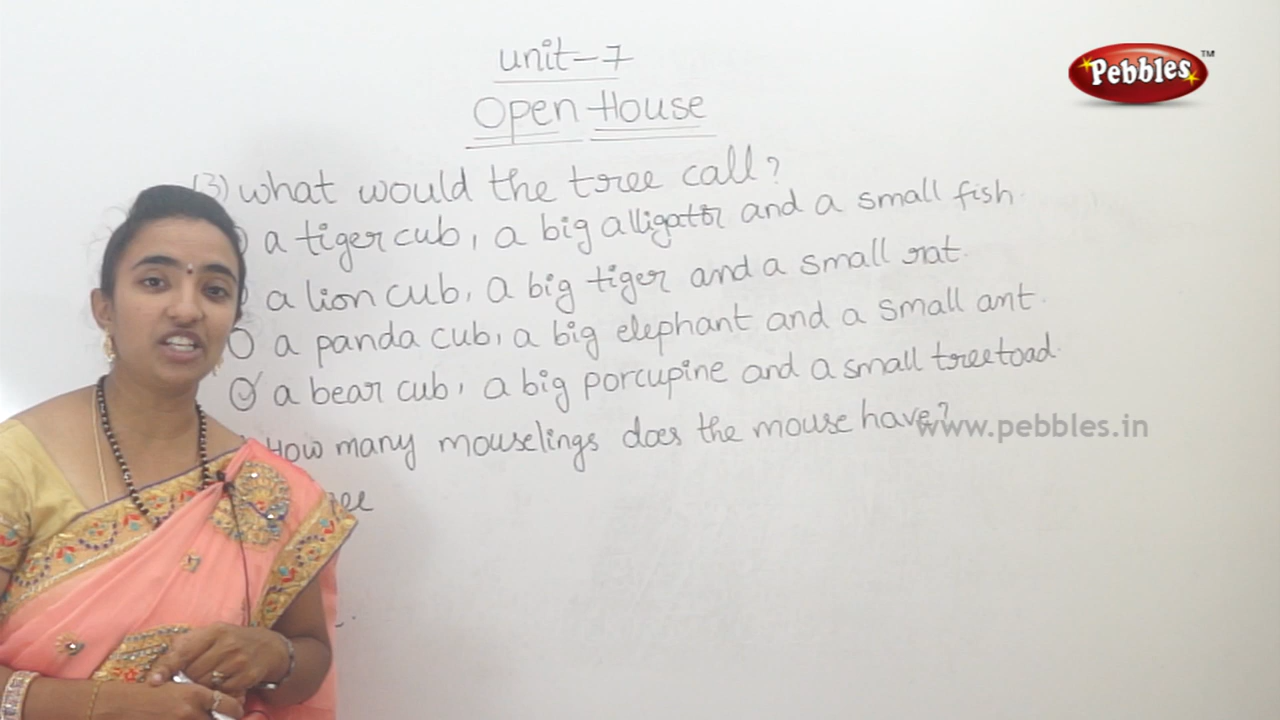 unit-7
Open House
Pebbles TM
(3) what would the tree call?
a tiger cub, a big alligator and a small fish.
a lion cub, a big tiger and a small rat.
a panda cub, a big elephant and a small ant.
a bear cub, a big porcupine and a small treetoad.
How many mouselings does the mouse have?
www.pebbles.in